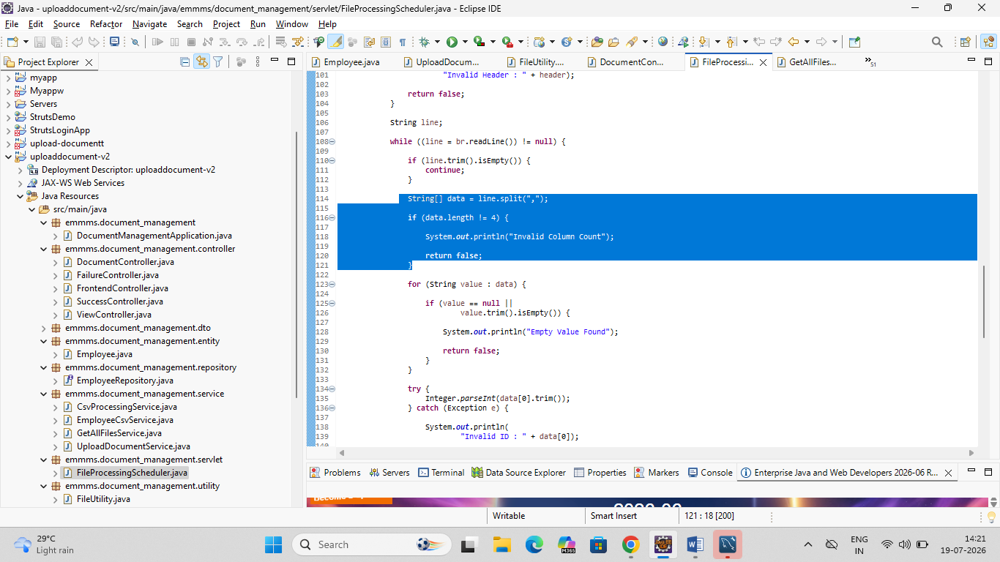 Java - uploaddocument-v2/src/main/java/emmms/document_management/servlet/FileProcessingScheduler.java - Eclipse IDE
File Edit Source Refactor Navigate Search Project Run Window Help
Project Explorer
myapp
Myappw
Servers
StrutsDemo
StrutsLoginApp
upload-documentt
uploaddocument-v2
Deployment Descriptor: uploaddocument-v2
JAX-WS Web Services
Java Resources
src/main/java
emmms.document_management
DocumentManagementApplication.java
emmms.document_management.controller
DocumentController.java
FailureController.java
FrontendController.java
SuccessController.java
ViewController.java
emmms.document_management.dto
emmms.document_management.entity
Employee.java
emmms.document_management.repository
EmployeeRepository.java
emmms.document_management.service
CsvProcessingService.java
EmployeeCsvService.java
GetAllFilesService.java
UploadDocumentService.java
emmms.document_management.servlet
FileProcessingScheduler.java
emmms.document_management.utility
FileUtility.java
Employee.java UploadDocum... FileUtility.... DocumentCon... FileProcessi... GetAllFiles... 51
101 "Invalid Header : " + header);
102
103 return false;
104 }
105
106 String line;
107
108 while ((line = br.readLine()) != null) {
109
110 if (line.trim().isEmpty()) {
111 continue;
112 }
113
114 String[] data = line.split(",");
115
116 if (data.length != 4) {
117
118 System.out.println("Invalid Column Count");
119
120 return false;
121 }
122
123 for (String value : data) {
124
125 if (value == null ||
126 value.trim().isEmpty()) {
127
128 System.out.println("Empty Value Found");
129
130 return false;
131 }
132 }
133
134 try {
135 Integer.parseInt(data[0].trim());
136 } catch (Exception e) {
137
138 System.out.println(
139 "Invalid ID : " + data[0]);
140
Problems Servers Terminal Data Source Explorer Properties Markers Console Enterprise Java and Web Developers 2026-06 R...
Writable Smart Insert 121 : 18 [200]
29°C
Light rain
Search
M365
ENG
IN
14:21
19-07-2026